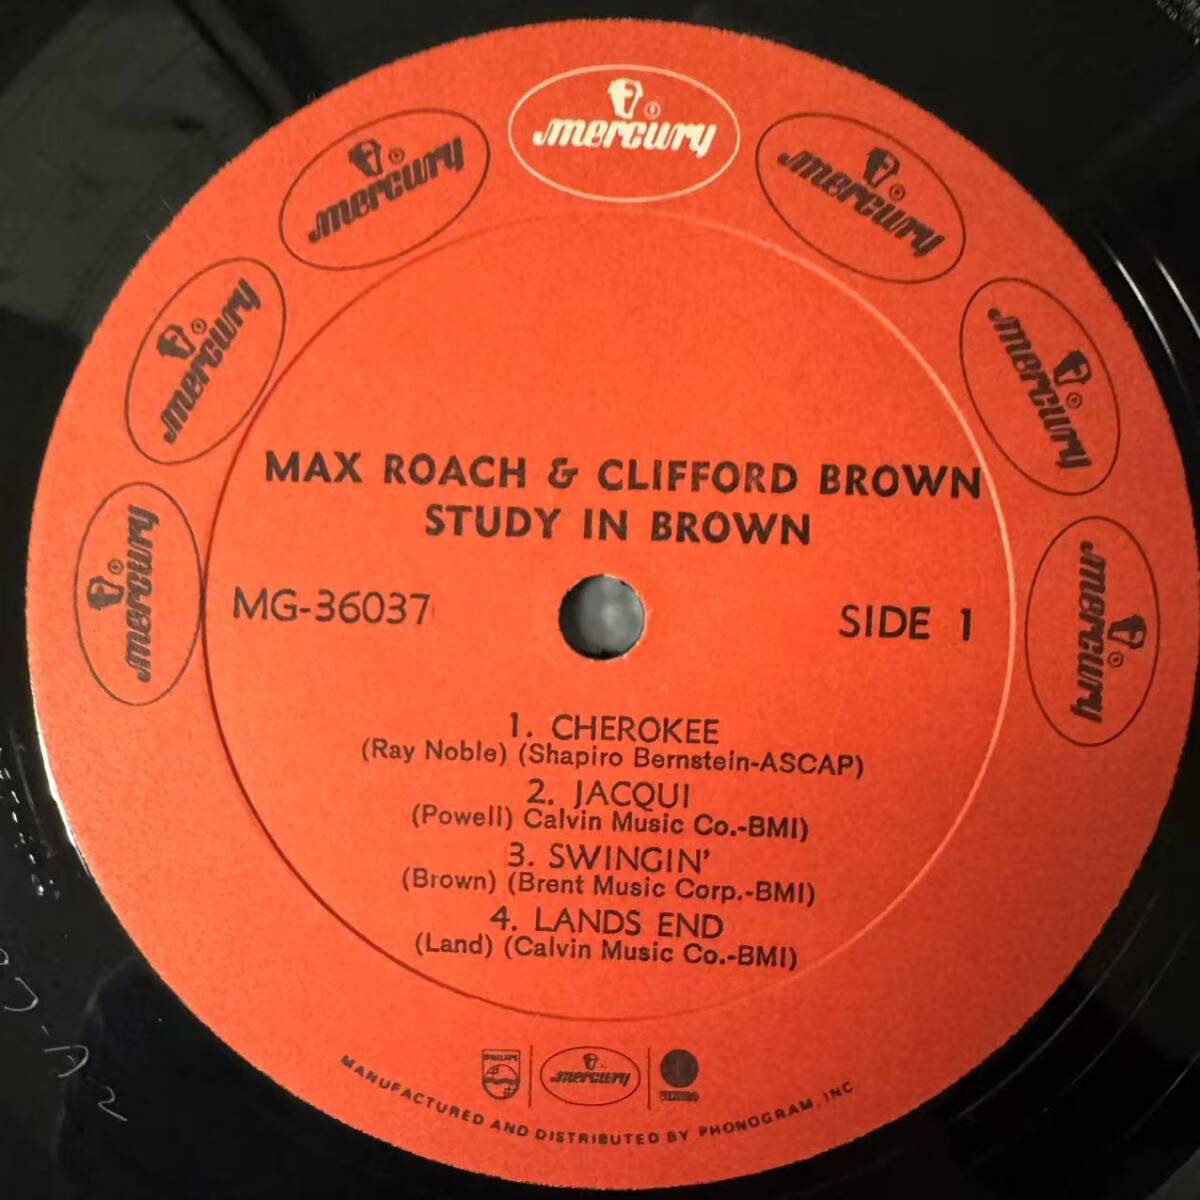 mercury
mercury
mercury
mercury
mercury
mercury
mercury
MAX ROACH & CLIFFORD BROWN
STUDY IN BROWN
MG-36037
SIDE 1
1. CHEROKEE
(Ray Noble) (Shapiro Bernstein-ASCAP)
2. JACQUI
(Powell) Calvin Music Co.-BMI)
3. SWINGIN'
(Brown) (Brent Music Corp.-BMI)
4. LANDS END
(Land) (Calvin Music Co.-BMI)
PHILIPS
mercury
MANUFACTURED AND DISTRIBUTED BY PHONOGRAM, INC
A2